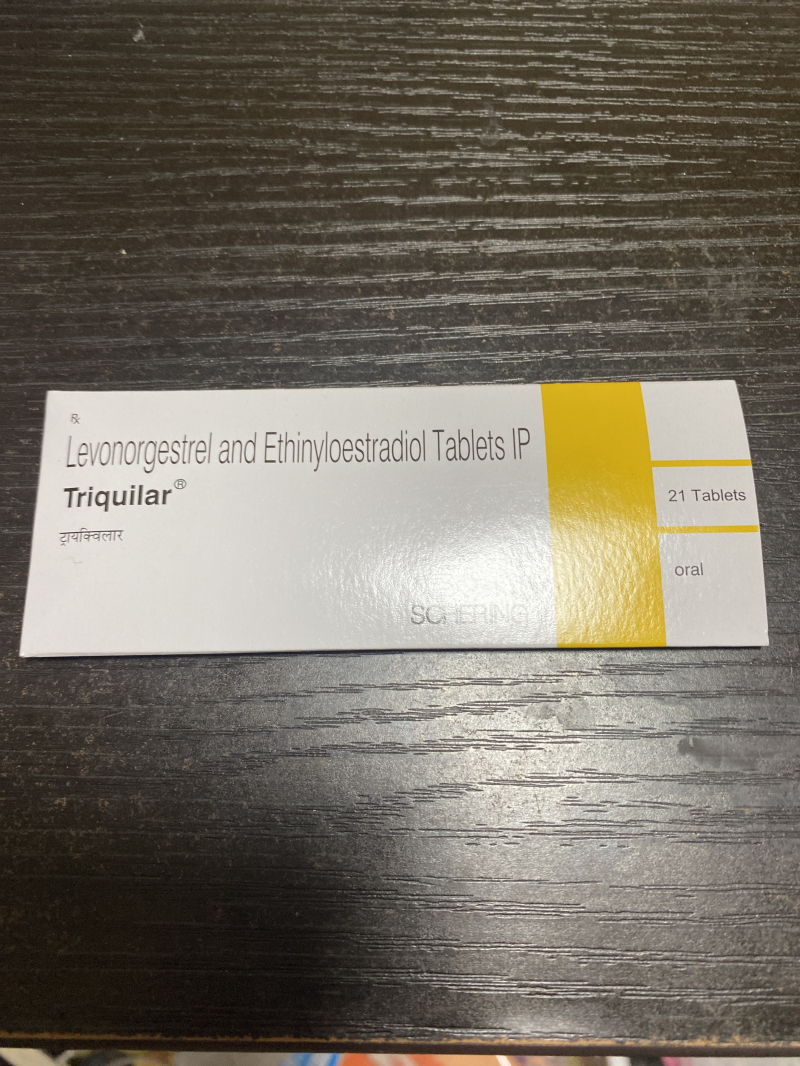 ℞
Levonorgestrel and Ethinyloestradiol Tablets IP
Triquilar®
ट्रायक्विलार
SCHERING
21 Tablets
oral